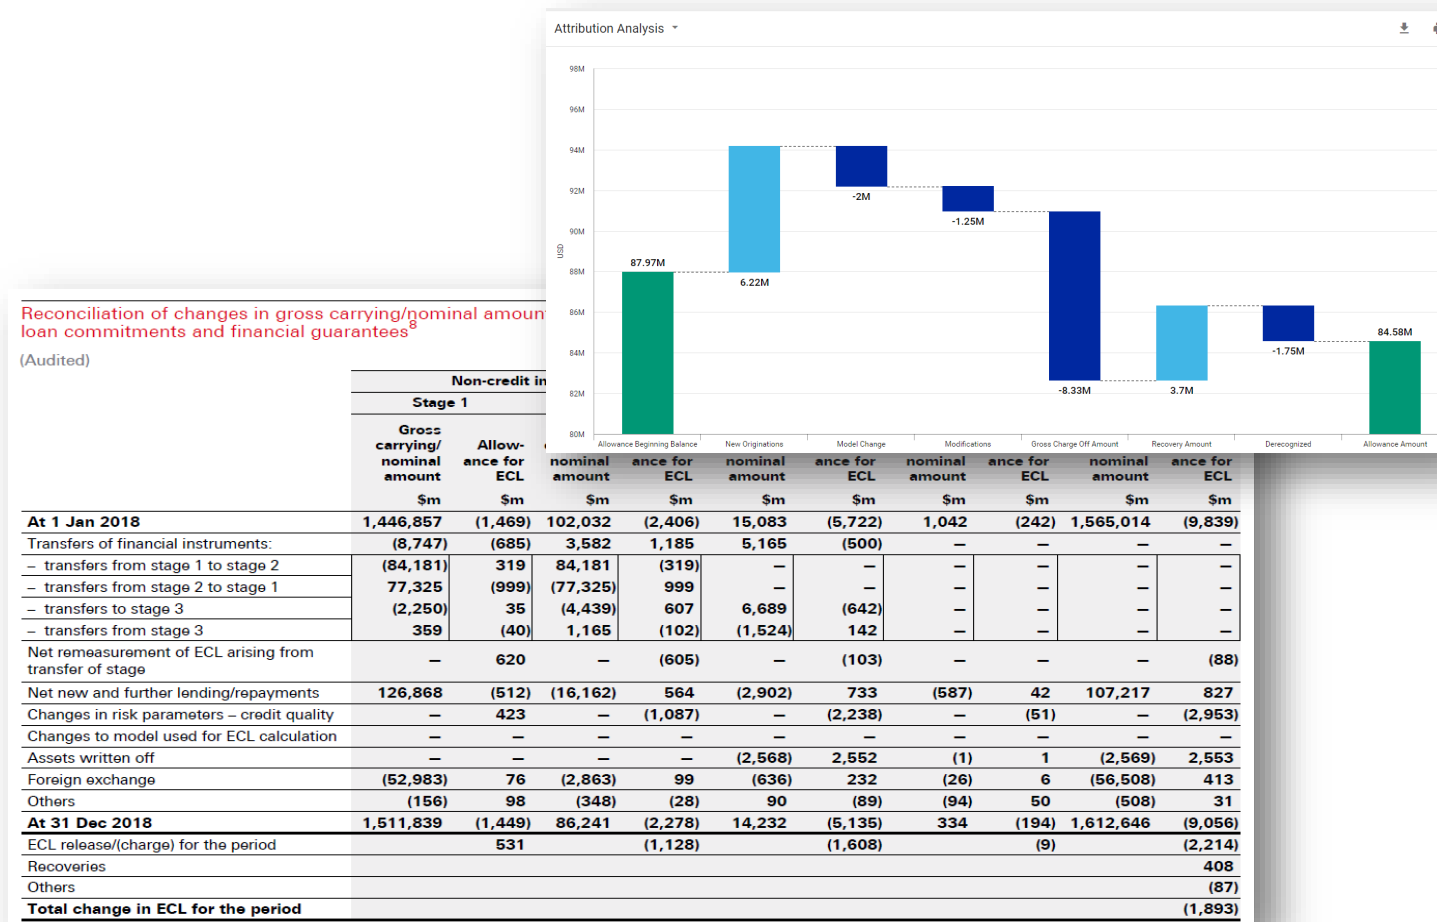 Attribution Analysis
98M
96M
94M
92M
90M
88M
86M
84M
82M
80M
USD
87.97M
6.22M
-2M
-1.25M
-8.33M
3.7M
-1.75M
84.58M
Allowance Beginning Balance New Originations Model Change Modifications Gross Charge Off Amount Recovery Amount Derecognized Allowance Amount
Reconciliation of changes in gross carrying/nominal amoun
loan commitments and financial guarantees8
(Audited)
Non-credit in
Stage 1
Gross
carrying/ Allow-
nominal ance for nominal ance for nominal ance for nominal ance for nominal ance for
amount ECL amount ECL amount ECL amount ECL amount ECL
$m $m $m $m $m $m $m $m $m $m
At 1 Jan 2018 1,446,857 (1,469) 102,032 (2,406) 15,083 (5,722) 1,042 (242) 1,565,014 (9,839)
Transfers of financial instruments: (8,747) (685) 3,582 1,185 5,165 (500) – – – –
– transfers from stage 1 to stage 2 (84,181) 319 84,181 (319) – – – – – –
– transfers from stage 2 to stage 1 77,325 (999) (77,325) 999 – – – – – –
– transfers to stage 3 (2,250) 35 (4,439) 607 6,689 (642) – – – –
– transfers from stage 3 359 (40) 1,165 (102) (1,524) 142 – – – –
Net remeasurement of ECL arising from
transfer of stage – 620 – (605) – (103) – – – (88)
Net new and further lending/repayments 126,868 (512) (16,162) 564 (2,902) 733 (587) 42 107,217 827
Changes in risk parameters – credit quality – 423 – (1,087) – (2,238) – (51) – (2,953)
Changes to model used for ECL calculation – – – – – – – – – –
Assets written off – – – – (2,568) 2,552 (1) 1 (2,569) 2,553
Foreign exchange (52,983) 76 (2,863) 99 (636) 232 (26) 6 (56,508) 413
Others (156) 98 (348) (28) 90 (89) (94) 50 (508) 31
At 31 Dec 2018 1,511,839 (1,449) 86,241 (2,278) 14,232 (5,135) 334 (194) 1,612,646 (9,056)
ECL release/(charge) for the period 531 (1,128) (1,608) (9) (2,214)
Recoveries 408
Others (87)
Total change in ECL for the period (1,893)